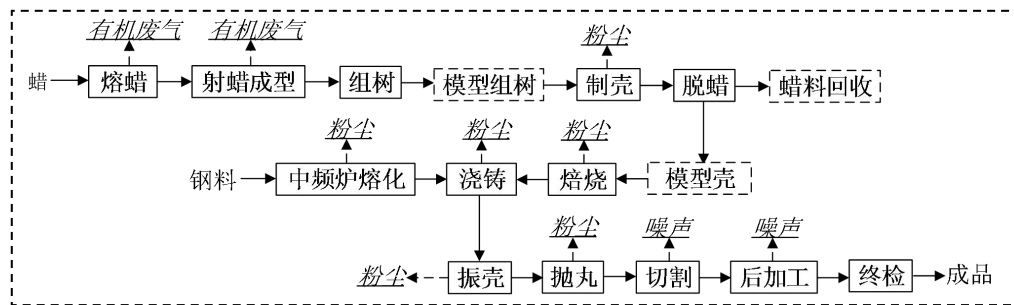 有机废气 有机废气 粉尘
蜡 熔蜡 射蜡成型 组树 模型组树 制壳 脱蜡 蜡料回收
粉尘 粉尘 粉尘
钢料 中频炉熔化 浇铸 焙烧 模型壳
粉尘 噪声 噪声
粉尘 振壳 抛丸 切割 后加工 终检 成品